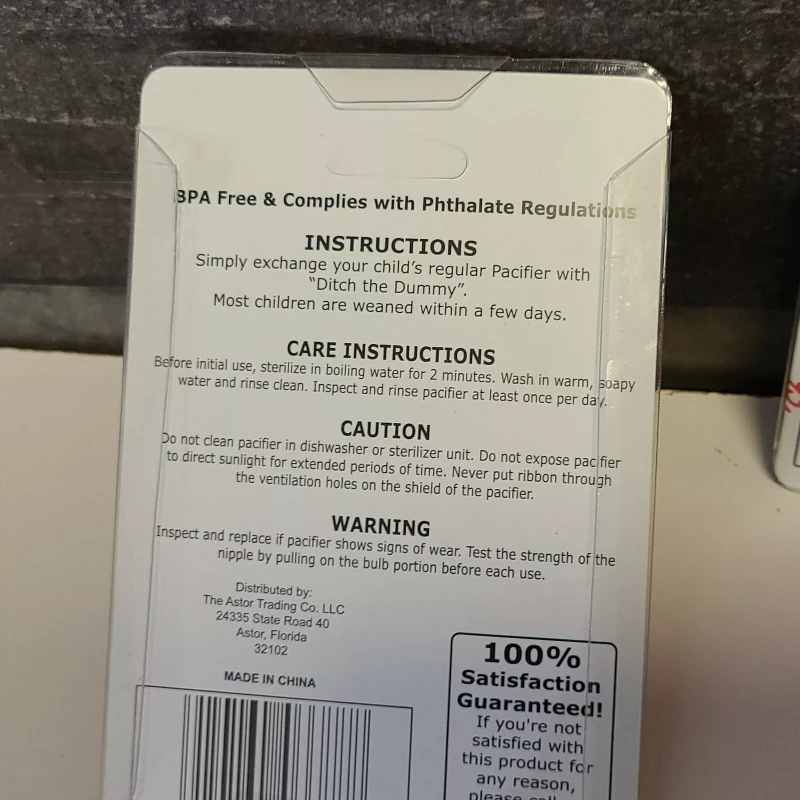 BPA Free & Complies with Phthalate Regulations
INSTRUCTIONS
Simply exchange your child's regular Pacifier with
"Ditch the Dummy".
Most children are weaned within a few days.
CARE INSTRUCTIONS
Before initial use, sterilize in boiling water for 2 minutes. Wash in warm, soapy
water and rinse clean. Inspect and rinse pacifier at least once per day.
CAUTION
Do not clean pacifier in dishwasher or sterilizer unit. Do not expose pacifier
to direct sunlight for extended periods of time. Never put ribbon through
the ventilation holes on the shield of the pacifier.
WARNING
Inspect and replace if pacifier shows signs of wear. Test the strength of the
nipple by pulling on the bulb portion before each use.
Distributed by:
The Astor Trading Co. LLC
24335 State Road 40
Astor, Florida
32102
MADE IN CHINA
100%
Satisfaction
Guaranteed!
If you're not
satisfied with
this product for
any reason,
please